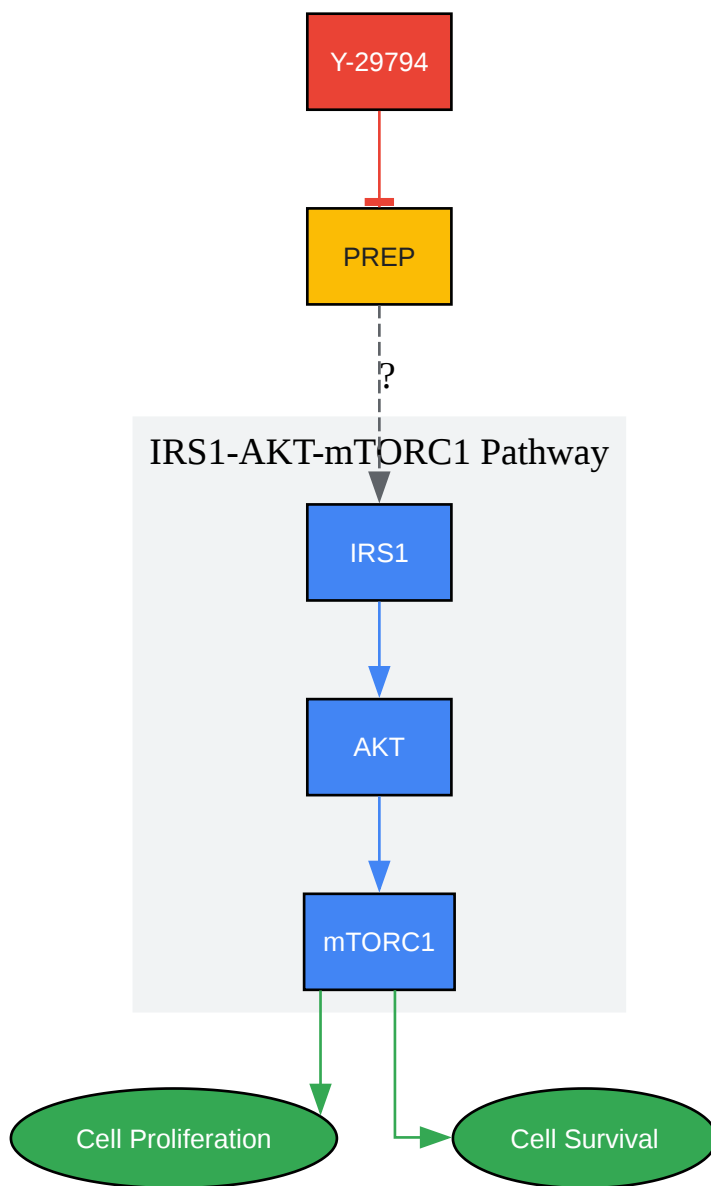 Y-29794
PREP
?
IRS1-AKT-mTORC1 Pathway
IRS1
AKT
mTORC1
Cell Proliferation
Cell Survival